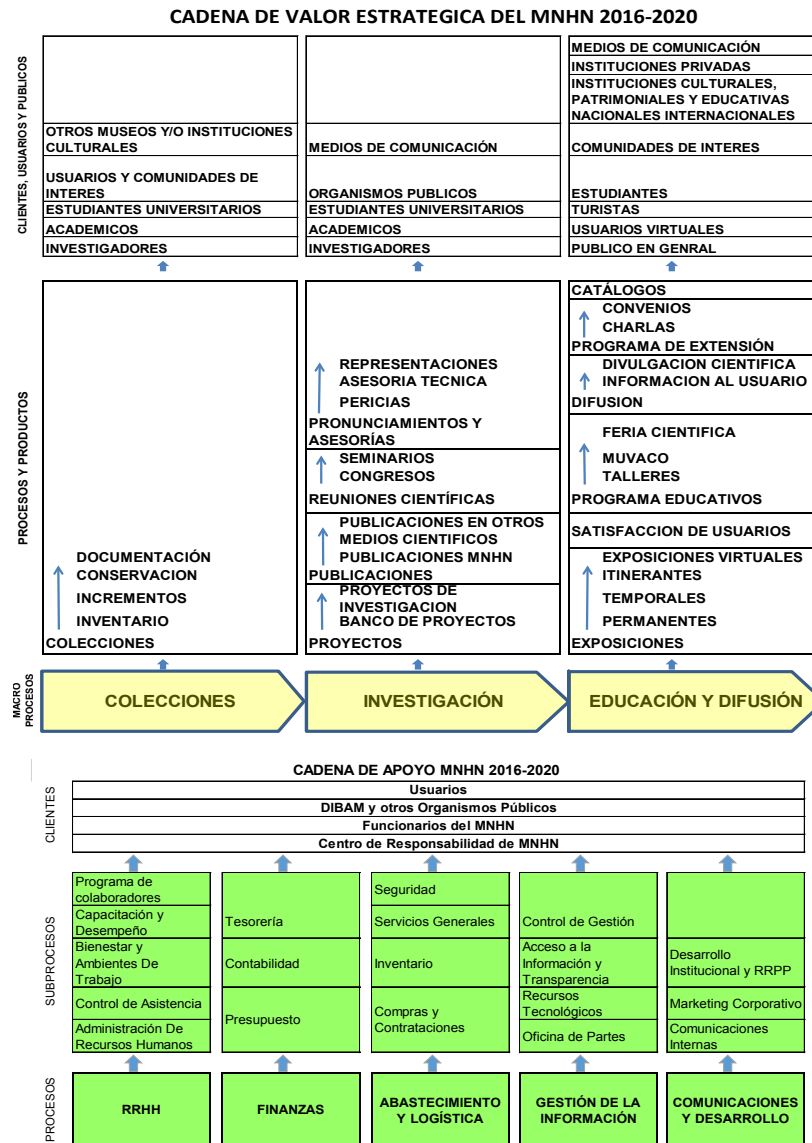 CADENA DE VALOR ESTRATEGICA DEL MNHN 2016-2020
CLIENTES, USUARIOS Y PUBLICOS
OTROS MUSEOS Y/O INSTITUCIONES
CULTURALES
USUARIOS Y COMUNIDADES DE
INTERES
ESTUDIANTES UNIVERSITARIOS
ACADEMICOS
INVESTIGADORES
MEDIOS DE COMUNICACIÓN
ORGANISMOS PUBLICOS
ESTUDIANTES UNIVERSITARIOS
ACADEMICOS
INVESTIGADORES
MEDIOS DE COMUNICACIÓN
INSTITUCIONES PRIVADAS
INSTITUCIONES CULTURALES,
PATRIMONIALES Y EDUCATIVAS
NACIONALES INTERNACIONALES
COMUNIDADES DE INTERES
ESTUDIANTES
TURISTAS
USUARIOS VIRTUALES
PUBLICO EN GENRAL
PROCESOS Y PRODUCTOS
DOCUMENTACIÓN
CONSERVACION
INCREMENTOS
INVENTARIO
COLECCIONES
REPRESENTACIONES
ASESORIA TECNICA
PERICIAS
PRONUNCIAMIENTOS Y
ASESORÍAS
SEMINARIOS
CONGRESOS
REUNIONES CIENTÍFICAS
PUBLICACIONES EN OTROS
MEDIOS CIENTIFICOS
PUBLICACIONES MNHN
PUBLICACIONES
PROYECTOS DE
INVESTIGACION
BANCO DE PROYECTOS
PROYECTOS
CATÁLOGOS
CONVENIOS
CHARLAS
PROGRAMA DE EXTENSIÓN
DIVULGACION CIENTIFICA
INFORMACION AL USUARIO
DIFUSION
FERIA CIENTIFICA
MUVACO
TALLERES
PROGRAMA EDUCATIVOS
SATISFACCION DE USUARIOS
EXPOSICIONES VIRTUALES
ITINERANTES
TEMPORALES
PERMANENTES
EXPOSICIONES
MACRO
PROCESOS
COLECCIONES
INVESTIGACIÓN
EDUCACIÓN Y DIFUSIÓN
CADENA DE APOYO MNHN 2016-2020
CLIENTES
Usuarios
DIBAM y otros Organismos Públicos
Funcionarios del MNHN
Centro de Responsabilidad de MNHN
SUBPROCESOS
Programa de
colaboradores
Capacitación y
Desempeño
Bienestar y
Ambientes De
Trabajo
Control de Asistencia
Administración De
Recursos Humanos
Tesorería
Contabilidad
Presupuesto
Seguridad
Servicios Generales
Inventario
Compras y
Contrataciones
Control de Gestión
Acceso a la
Información y
Transparencia
Recursos
Tecnológicos
Oficina de Partes
Desarrollo
Institucional y RRPP
Marketing Corporativo
Comunicaciones
Internas
PROCESOS
RRHH
FINANZAS
ABASTECIMIENTO
Y LOGÍSTICA
GESTIÓN DE LA
INFORMACIÓN
COMUNICACIONES
Y DESARROLLO